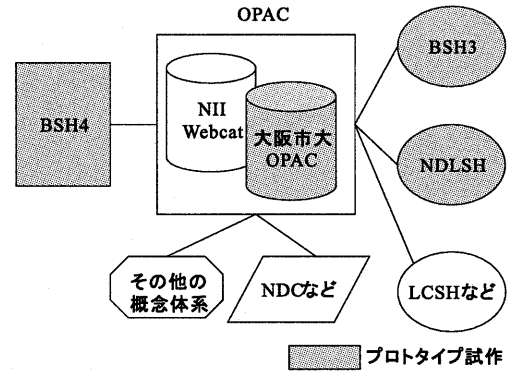 OPAC
BSH4
NII
Webcat
大阪市大
OPAC
BSH3
NDLSH
LCSHなど
その他の
概念体系
NDCなど
プロトタイプ試作